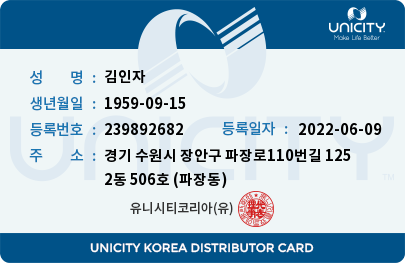 UNICITY
Make Life Better
성 명 : 김인자
생년월일 : 1959-09-15
등록번호 : 239892682 등록일자 : 2022-06-09
주 소 : 경기 수원시 장안구 파장로110번길 125
2동 506호 (파장동)
UNICITY
유니시티코리아(유)
UNICITY KOREA DISTRIBUTOR CARD